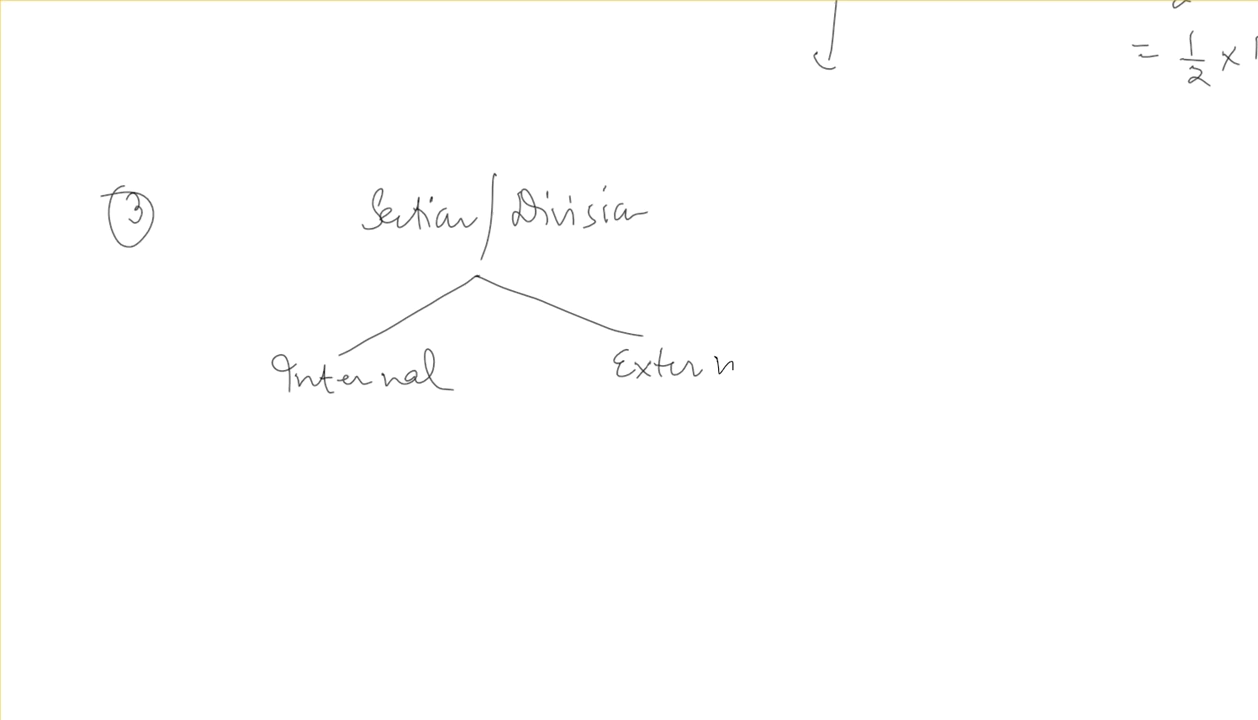 = 1/2 ×
③ Section/Division
Internal Extern